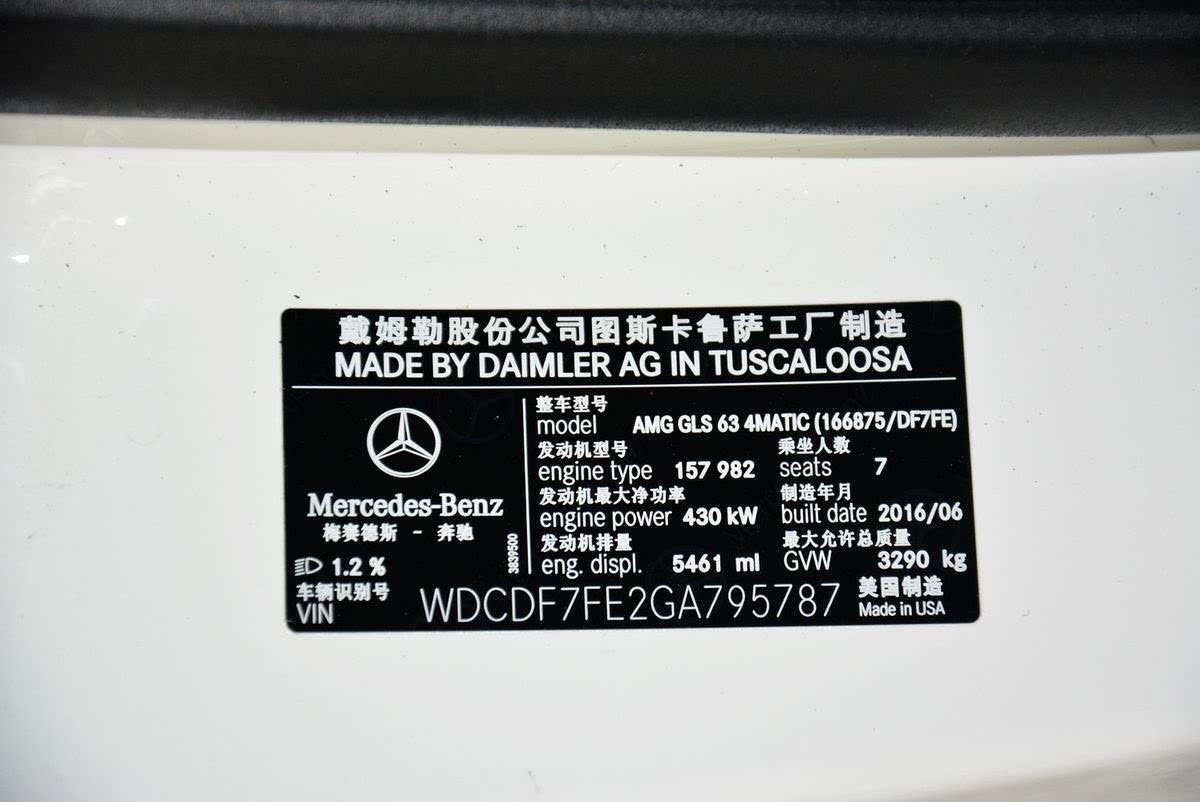 戴姆勒股份公司图斯卡鲁萨工厂制造
MADE BY DAIMLER AG IN TUSCALOOSA
整车型号
model AMG GLS 63 4MATIC (166875/DF7FE)
发动机型号 乘坐人数
engine type 157 982 seats 7
发动机最大净功率 制造年月
engine power 430 kW built date 2016/06
发动机排量 最大允许总质量
eng. displ. 5461 ml GVW 3290 kg
Mercedes-Benz
梅赛德斯 - 奔驰
3839500
1.2 %
车辆识别号
VIN WDCDF7FE2GA795787
美国制造
Made in USA